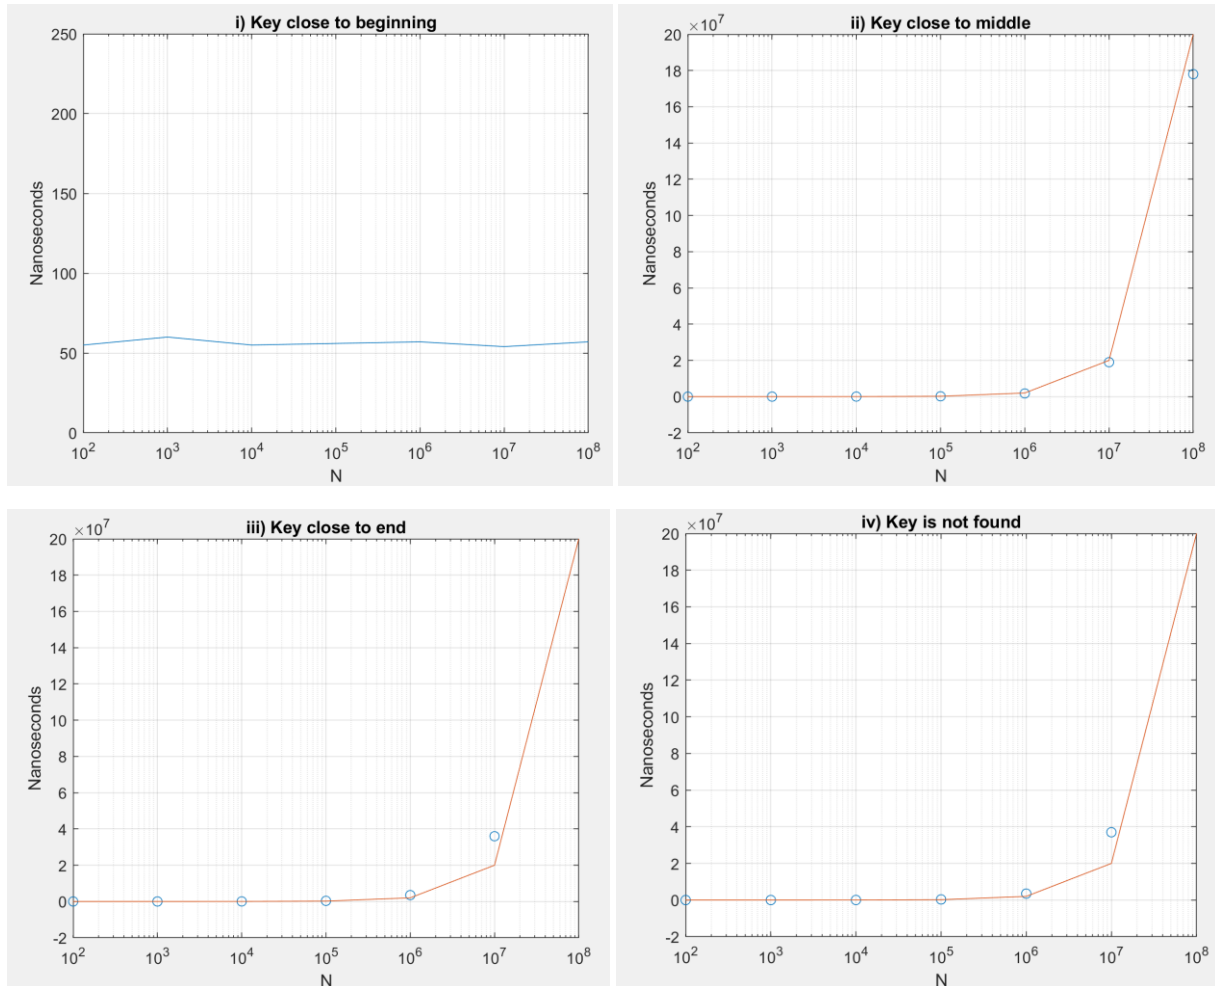 i) Key close to beginning
250
200
150
100
50
0
Nanoseconds
10² 10³ 10⁴ 10⁵ 10⁶ 10⁷ 10⁸
N
ii) Key close to middle
×10⁷
20
18
16
14
12
10
8
6
4
2
0
-2
Nanoseconds
10² 10³ 10⁴ 10⁵ 10⁶ 10⁷ 10⁸
N
iii) Key close to end
×10⁷
20
18
16
14
12
10
8
6
4
2
0
-2
Nanoseconds
10² 10³ 10⁴ 10⁵ 10⁶ 10⁷ 10⁸
N
iv) Key is not found
×10⁷
20
18
16
14
12
10
8
6
4
2
0
-2
Nanoseconds
10² 10³ 10⁴ 10⁵ 10⁶ 10⁷ 10⁸
N